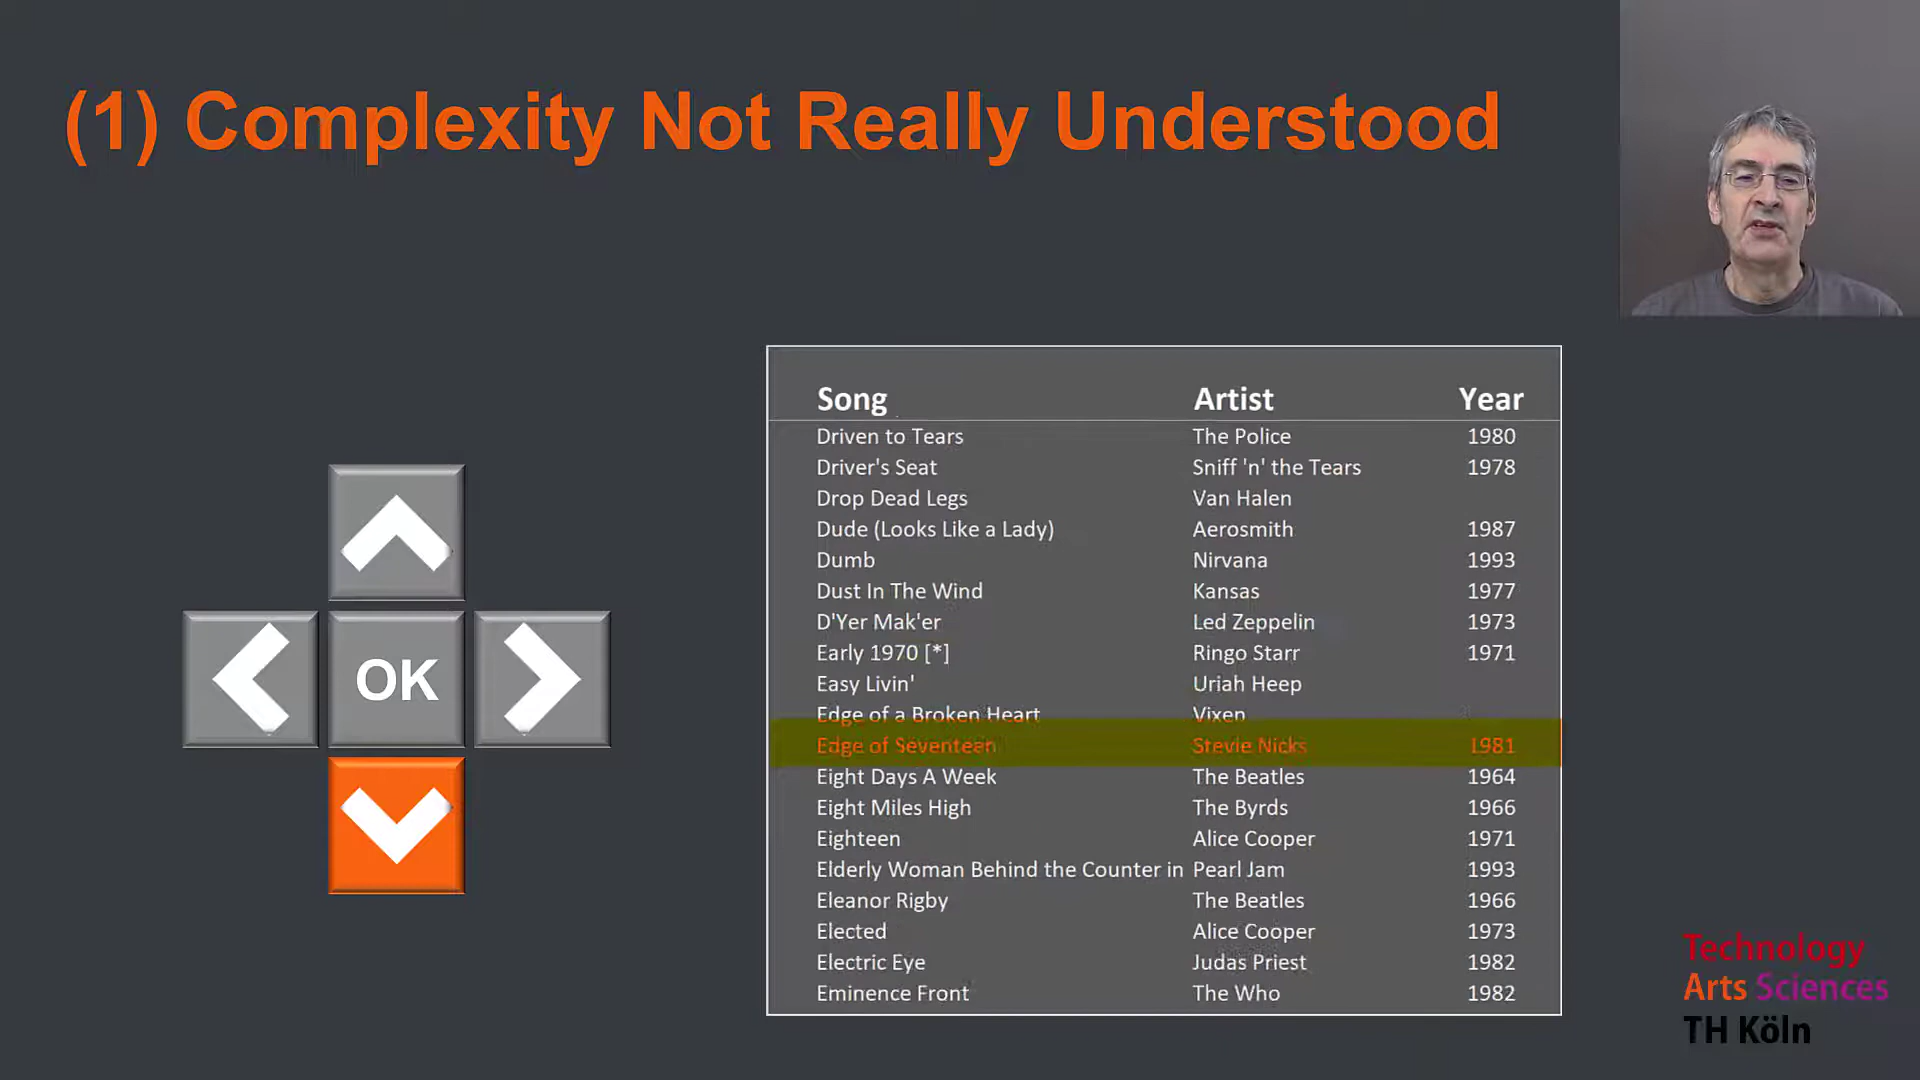 (1) Complexity Not Really Understood
OK
Song Artist Year
Driven to Tears The Police 1980
Driver's Seat Sniff 'n' the Tears 1978
Drop Dead Legs Van Halen
Dude (Looks Like a Lady) Aerosmith 1987
Dumb Nirvana 1993
Dust In The Wind Kansas 1977
D'Yer Mak'er Led Zeppelin 1973
Early 1970 [*] Ringo Starr 1971
Easy Livin' Uriah Heep
Edge of a Broken Heart Vixen
Edge of Seventeen Stevie Nicks 1981
Eight Days A Week The Beatles 1964
Eight Miles High The Byrds 1966
Eighteen Alice Cooper 1971
Elderly Woman Behind the Counter in Pearl Jam 1993
Eleanor Rigby The Beatles 1966
Elected Alice Cooper 1973
Electric Eye Judas Priest 1982
Eminence Front The Who 1982
Technology
Arts Sciences
TH Köln